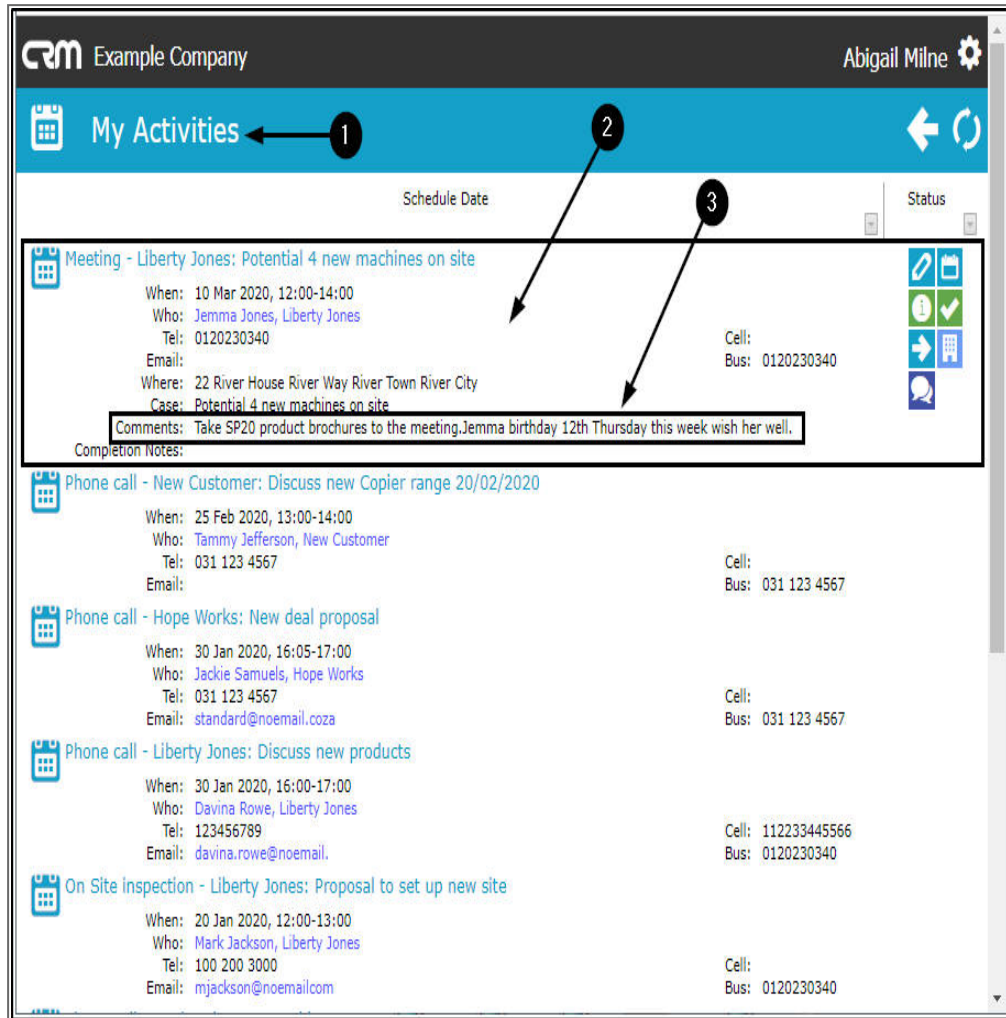 CRM Example Company Abigail Milne
My Activities 1 2
3
Schedule Date Status
Meeting - Liberty Jones: Potential 4 new machines on site
When: 10 Mar 2020, 12:00-14:00
Who: Jemma Jones, Liberty Jones
Tel: 0120230340 Cell:
Email: Bus: 0120230340
Where: 22 River House River Way River Town River City
Case: Potential 4 new machines on site
Comments: Take SP20 product brochures to the meeting.Jemma birthday 12th Thursday this week wish her well.
Completion Notes:
Phone call - New Customer: Discuss new Copier range 20/02/2020
When: 25 Feb 2020, 13:00-14:00
Who: Tammy Jefferson, New Customer
Tel: 031 123 4567 Cell:
Email: Bus: 031 123 4567
Phone call - Hope Works: New deal proposal
When: 30 Jan 2020, 16:05-17:00
Who: Jackie Samuels, Hope Works
Tel: 031 123 4567 Cell:
Email: standard@noemail.coza Bus: 031 123 4567
Phone call - Liberty Jones: Discuss new products
When: 30 Jan 2020, 16:00-17:00
Who: Davina Rowe, Liberty Jones
Tel: 123456789 Cell: 112233445566
Email: davina.rowe@noemail. Bus: 0120230340
On Site inspection - Liberty Jones: Proposal to set up new site
When: 20 Jan 2020, 12:00-13:00
Who: Mark Jackson, Liberty Jones
Tel: 100 200 3000 Cell:
Email: mjackson@noemailcom Bus: 0120230340